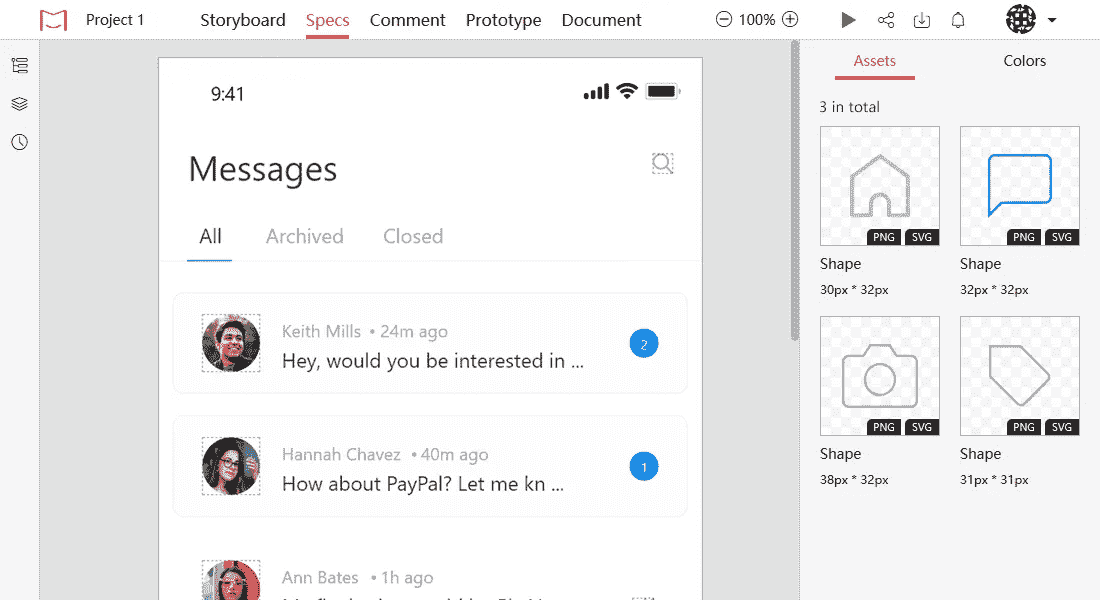 Project 1
Storyboard Specs Comment Prototype Document
100%
Assets Colors
3 in total
PNG SVG PNG SVG
Shape Shape
30px * 32px 32px * 32px
PNG SVG PNG SVG
Shape Shape
38px * 32px 31px * 31px
9:41
Messages
All Archived Closed
Keith Mills • 24m ago
Hey, would you be interested in ...
2
Hannah Chavez • 40m ago
How about PayPal? Let me kn ...
1
Ann Bates • 1h ago